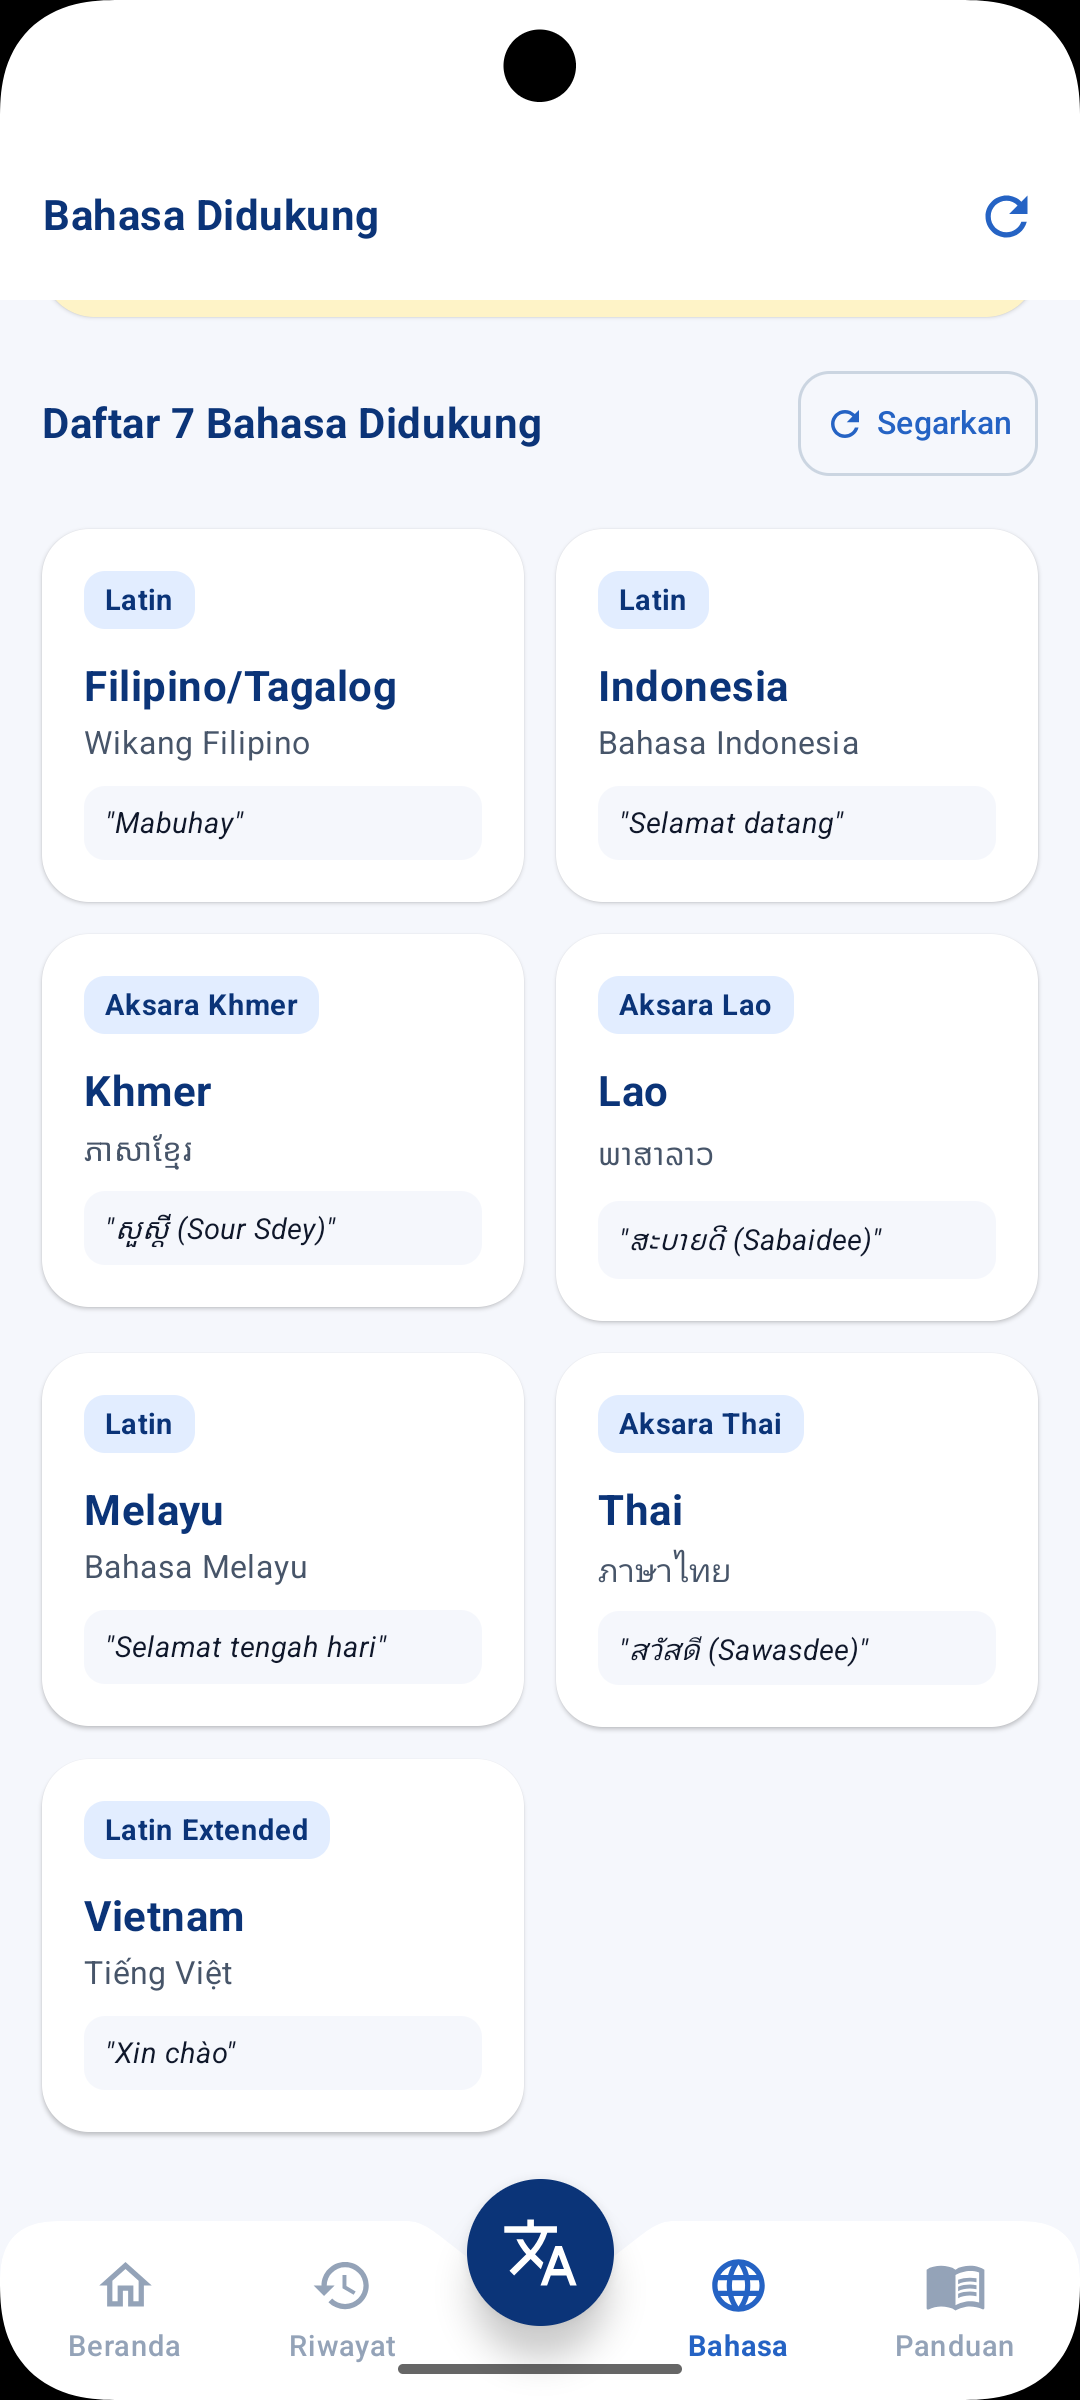 Bahasa Didukung
Daftar 7 Bahasa Didukung
Segarkan
Latin
Filipino/Tagalog
Wikang Filipino
"Mabuhay"
Latin
Indonesia
Bahasa Indonesia
"Selamat datang"
Aksara Khmer
Khmer
ភាសាខ្មែរ
"សួស្តី (Sour Sdey)"
Aksara Lao
Lao
ພາສາລາວ
"ສະບາຍດີ (Sabaidee)"
Latin
Melayu
Bahasa Melayu
"Selamat tengah hari"
Aksara Thai
Thai
ภาษาไทย
"สวัสดี (Sawasdee)"
Latin Extended
Vietnam
Tiếng Việt
"Xin chào"
Beranda
Riwayat
Bahasa
Panduan